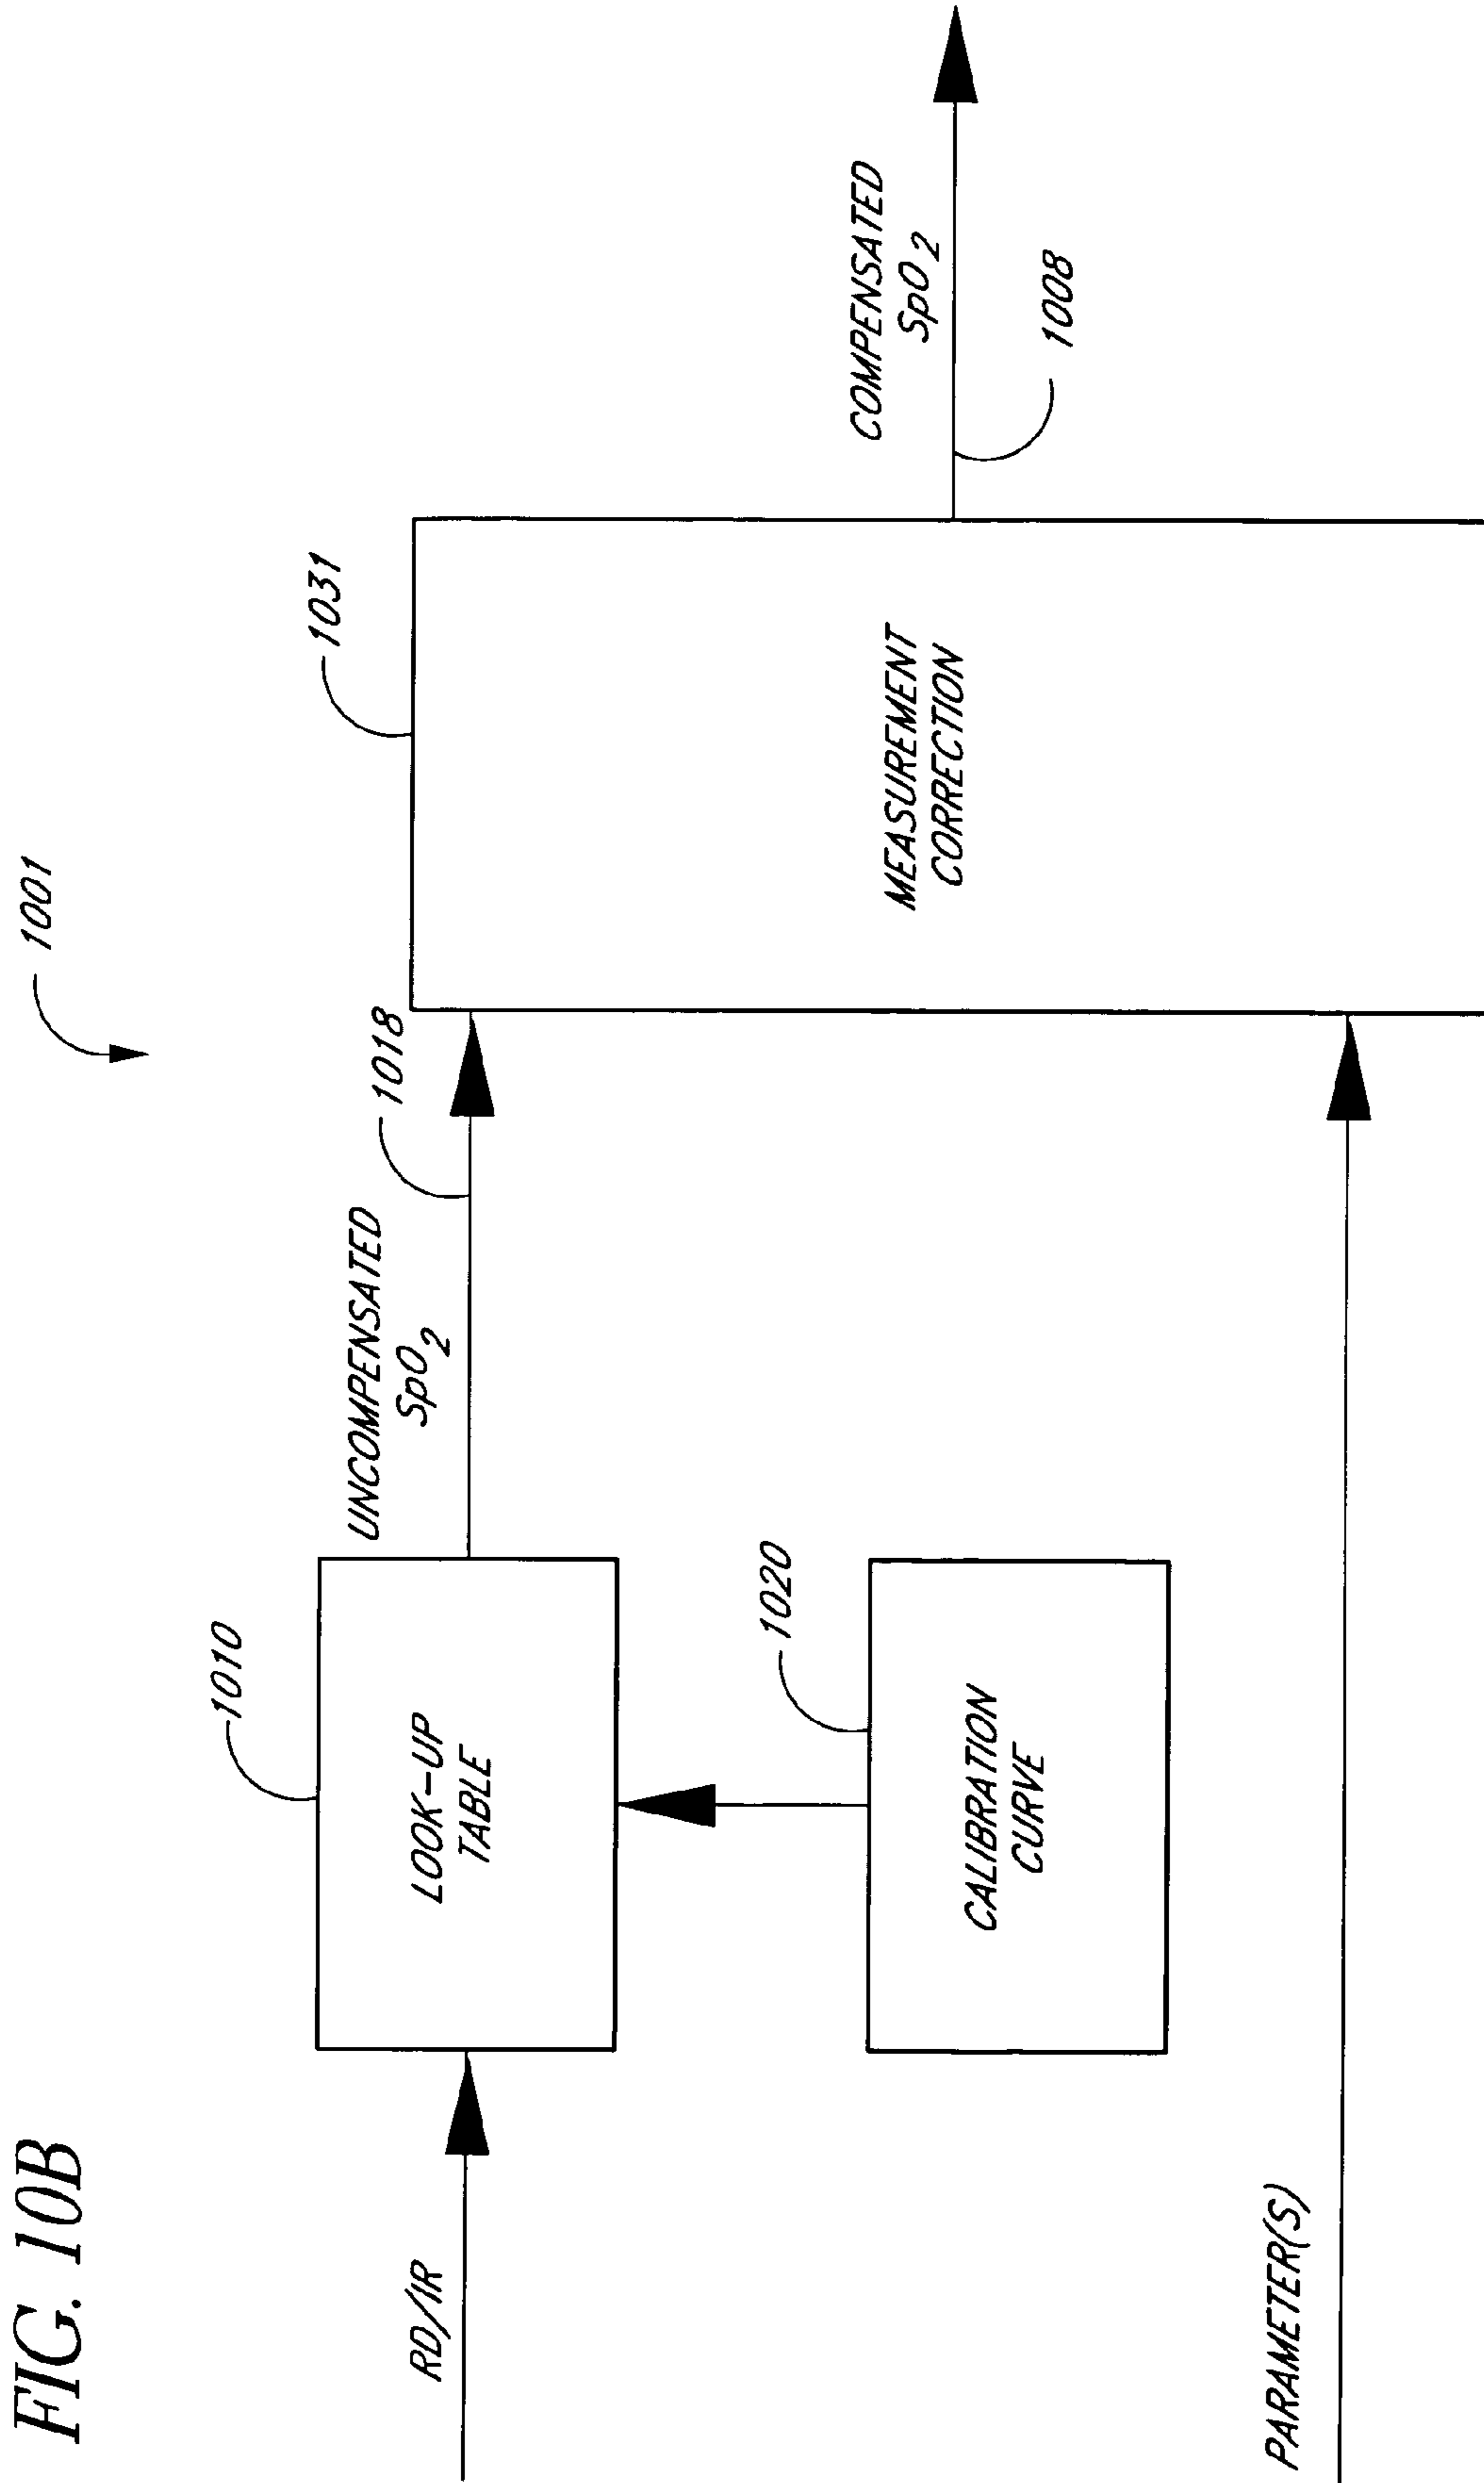 FIG. 10B
1001
RD/IR
1010
LOOK-UP
TABLE
UNCOMPENSATED
SpO2
1018
1020
CALIBRATION
CURVE
PARAMETER(S)
1031
MEASUREMENT
CORRECTION
COMPENSATED
SpO2
1008